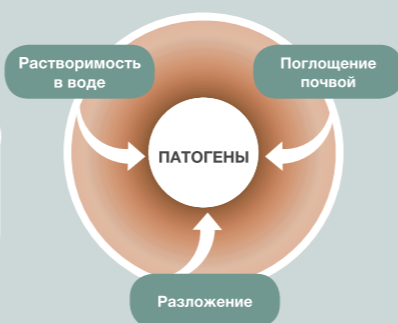 Растворимость
в воде
Поглощение
почвой
ПАТОГЕНЫ
Разложение